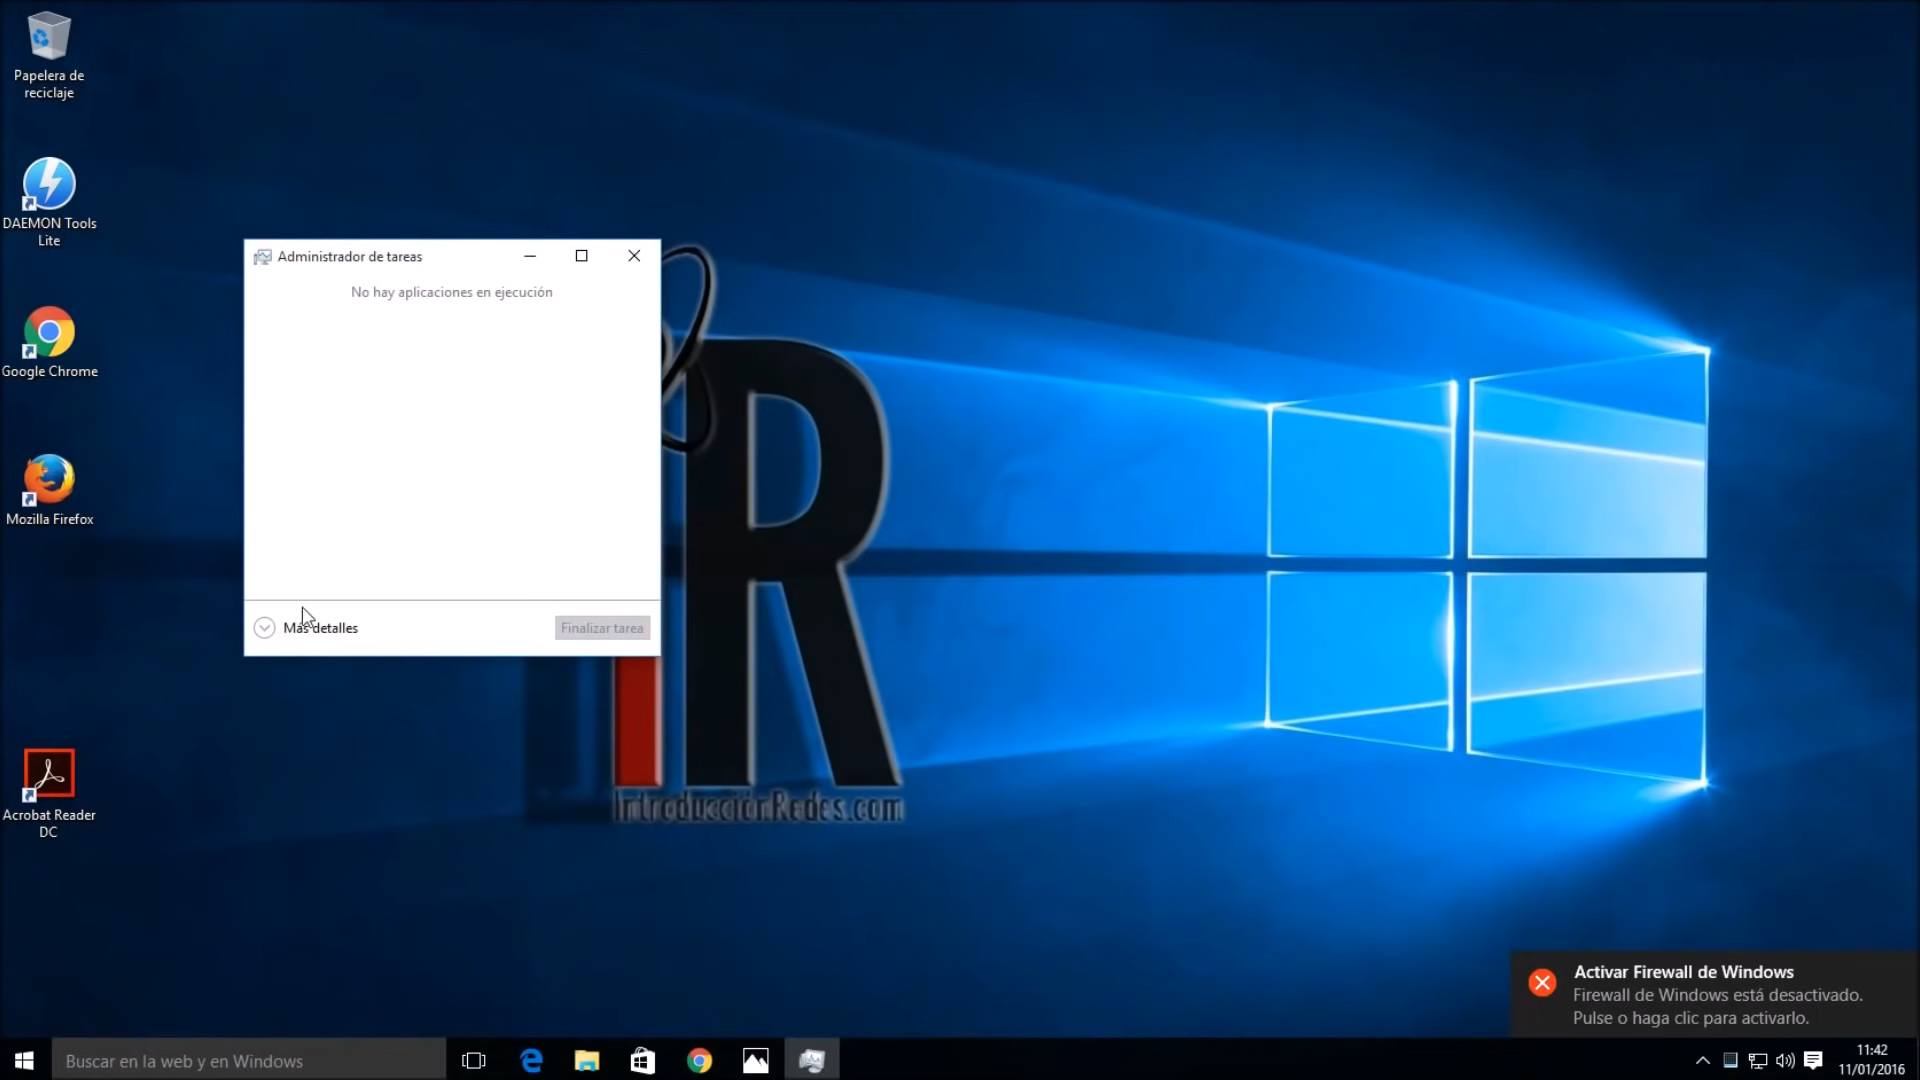 Papelera de
reciclaje
DAEMON Tools
Lite
Google Chrome
Mozilla Firefox
Acrobat Reader
DC
Administrador de tareas
No hay aplicaciones en ejecución
Más detalles
Finalizar tarea
IR
IntroducciónRedes.com
Activar Firewall de Windows
Firewall de Windows está desactivado.
Pulse o haga clic para activarlo.
Buscar en la web y en Windows
11:42
11/01/2016